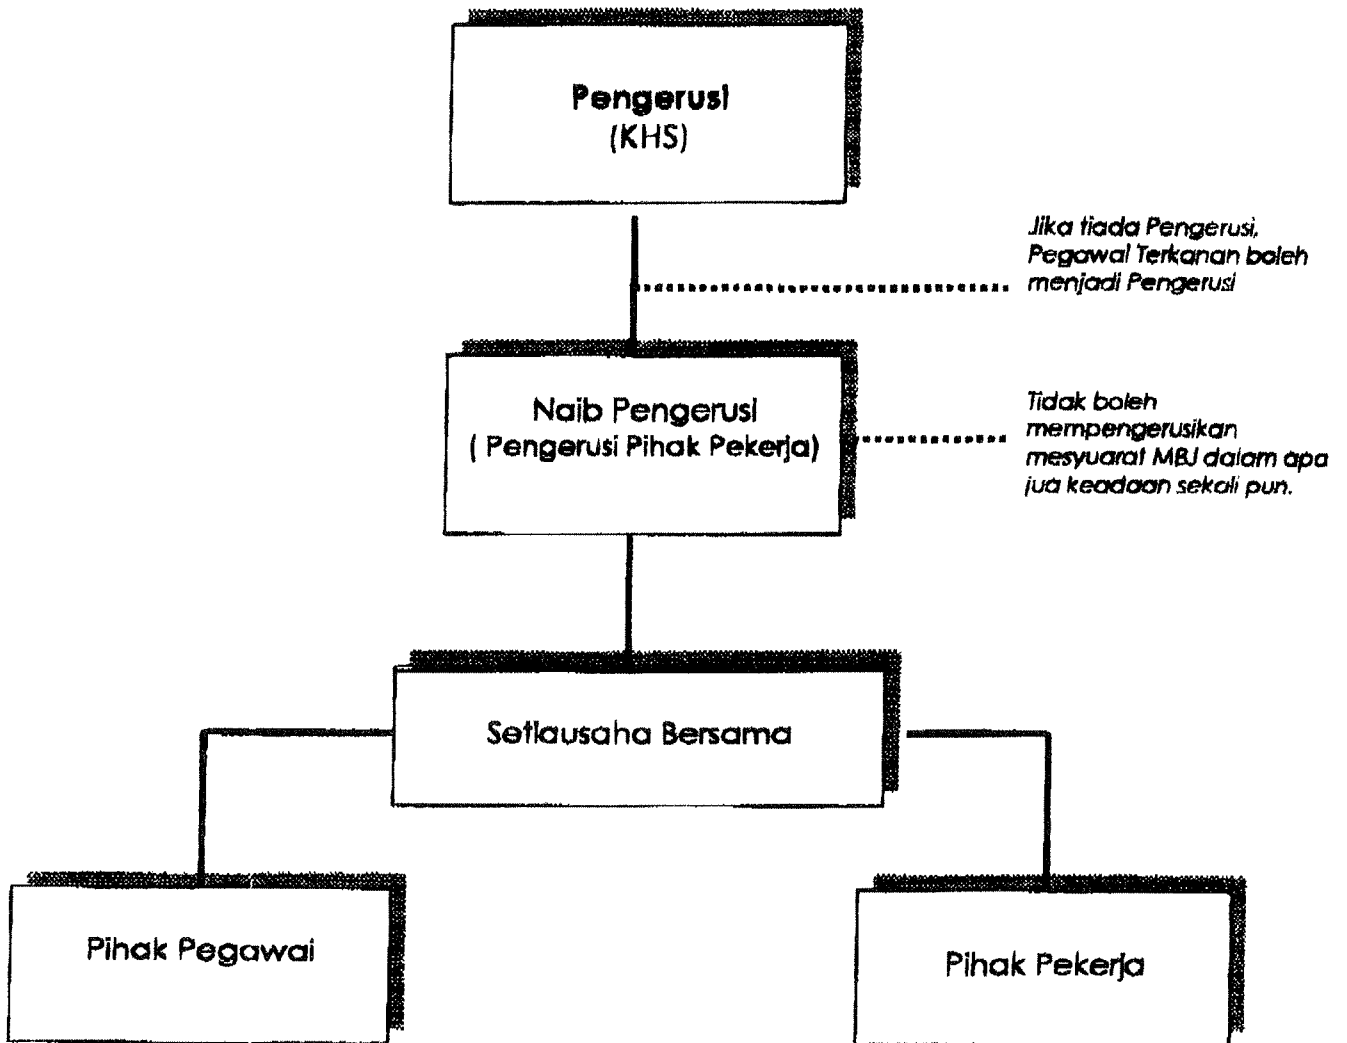 Pengerusi
(KHS)
Jika tiada Pengerusi,
Pegawai Terkanan boleh
menjadi Pengerusi
Naib Pengerusi
( Pengerusi Pihak Pekerja)
Tidak boleh
mempengerusikan
mesyuarat MBJ dalam apa
jua keadaan sekali pun.
Setiausaha Bersama
Pihak Pegawai
Pihak Pekerja